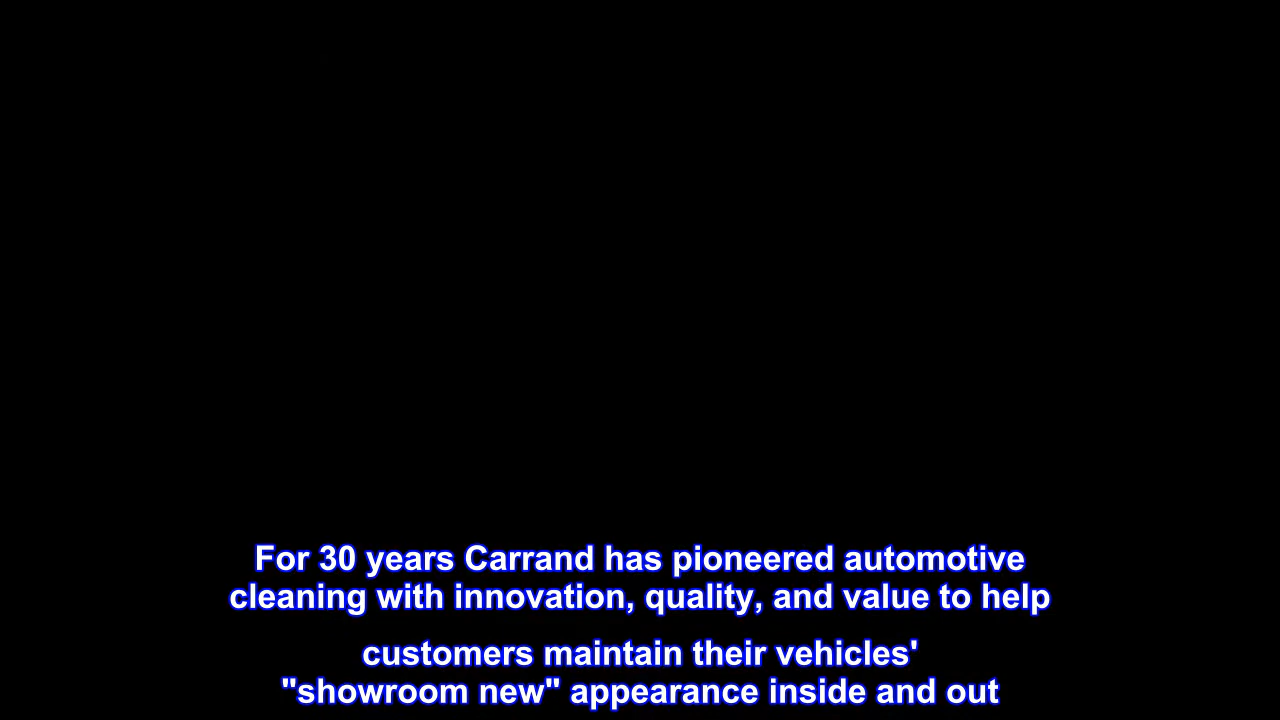 For 30 years Carrand has pioneered automotive
cleaning with innovation, quality, and value to help
customers maintain their vehicles'
"showroom new" appearance inside and out